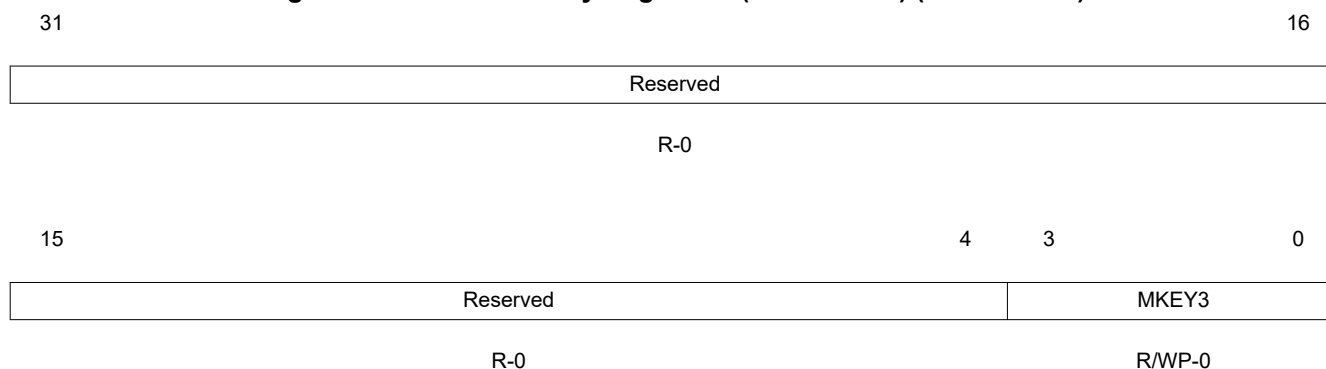 31 16
Reserved
R-0
15 4 3 0
Reserved MKEY3
R-0 R/WP-0